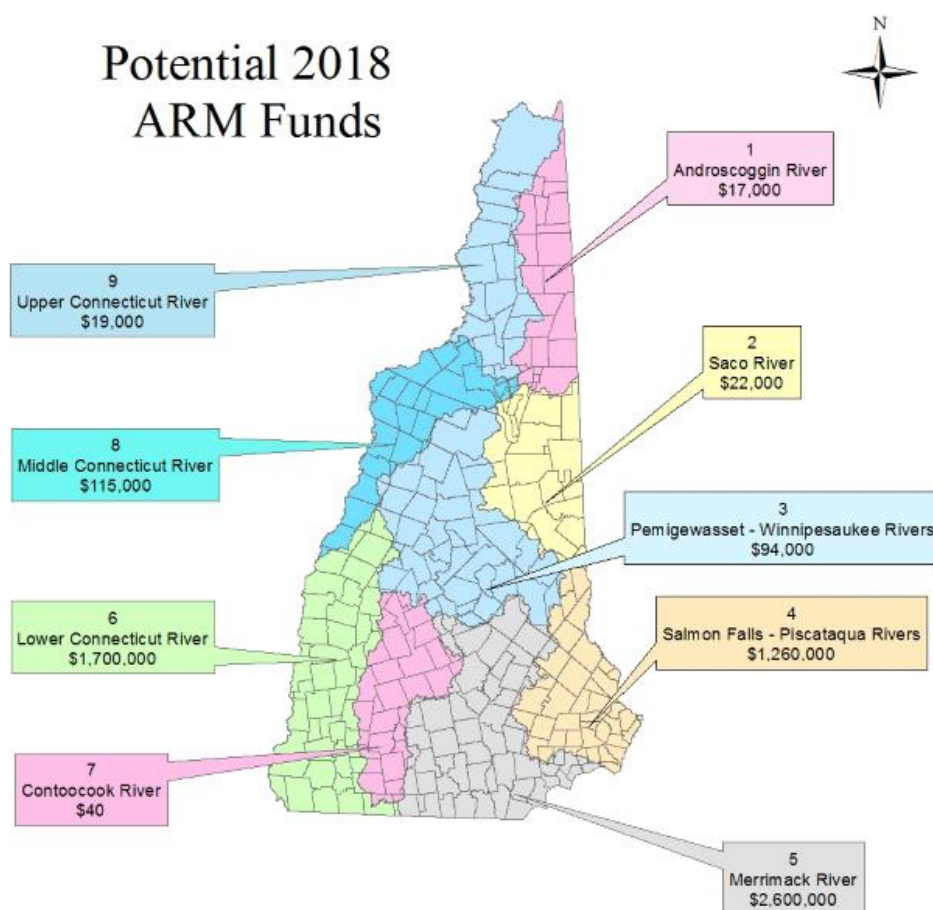 Potential 2018
ARM Funds
N
1
Androscoggin River
$17,000
9
Upper Connecticut River
$19,000
2
Saco River
$22,000
8
Middle Connecticut River
$115,000
3
Pemigewasset - Winnipesaukee Rivers
$94,000
6
Lower Connecticut River
$1,700,000
4
Salmon Falls - Piscataqua Rivers
$1,260,000
7
Contoocook River
$40
5
Merrimack River
$2,600,000